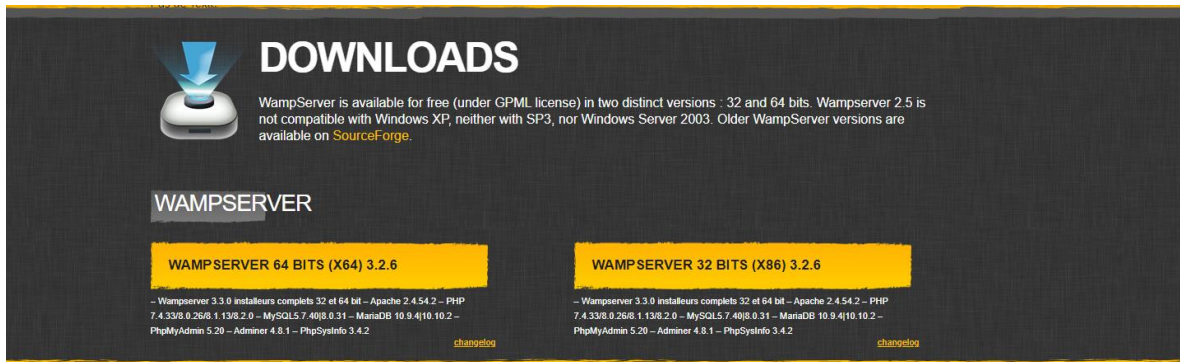 DOWNLOADS
WampServer is available for free (under GPML license) in two distinct versions : 32 and 64 bits. Wampserver 2.5 is
not compatible with Windows XP, neither with SP3, nor Windows Server 2003. Older WampServer versions are
available on SourceForge.
WAMPSERVER
WAMPSERVER 64 BITS (X64) 3.2.6
– Wampserver 3.3.0 installeurs complets 32 et 64 bit – Apache 2.4.54.2 – PHP
7.4.33/8.0.26/8.1.13/8.2.0 – MySQL5.7.40|8.0.31 – MariaDB 10.9.4|10.10.2 –
PhpMyAdmin 5.20 – Adminer 4.8.1 – PhpSysInfo 3.4.2
changelog
WAMPSERVER 32 BITS (X86) 3.2.6
– Wampserver 3.3.0 installeurs complets 32 et 64 bit – Apache 2.4.54.2 – PHP
7.4.33/8.0.26/8.1.13/8.2.0 – MySQL5.7.40|8.0.31 – MariaDB 10.9.4|10.10.2 –
PhpMyAdmin 5.20 – Adminer 4.8.1 – PhpSysInfo 3.4.2
changelog